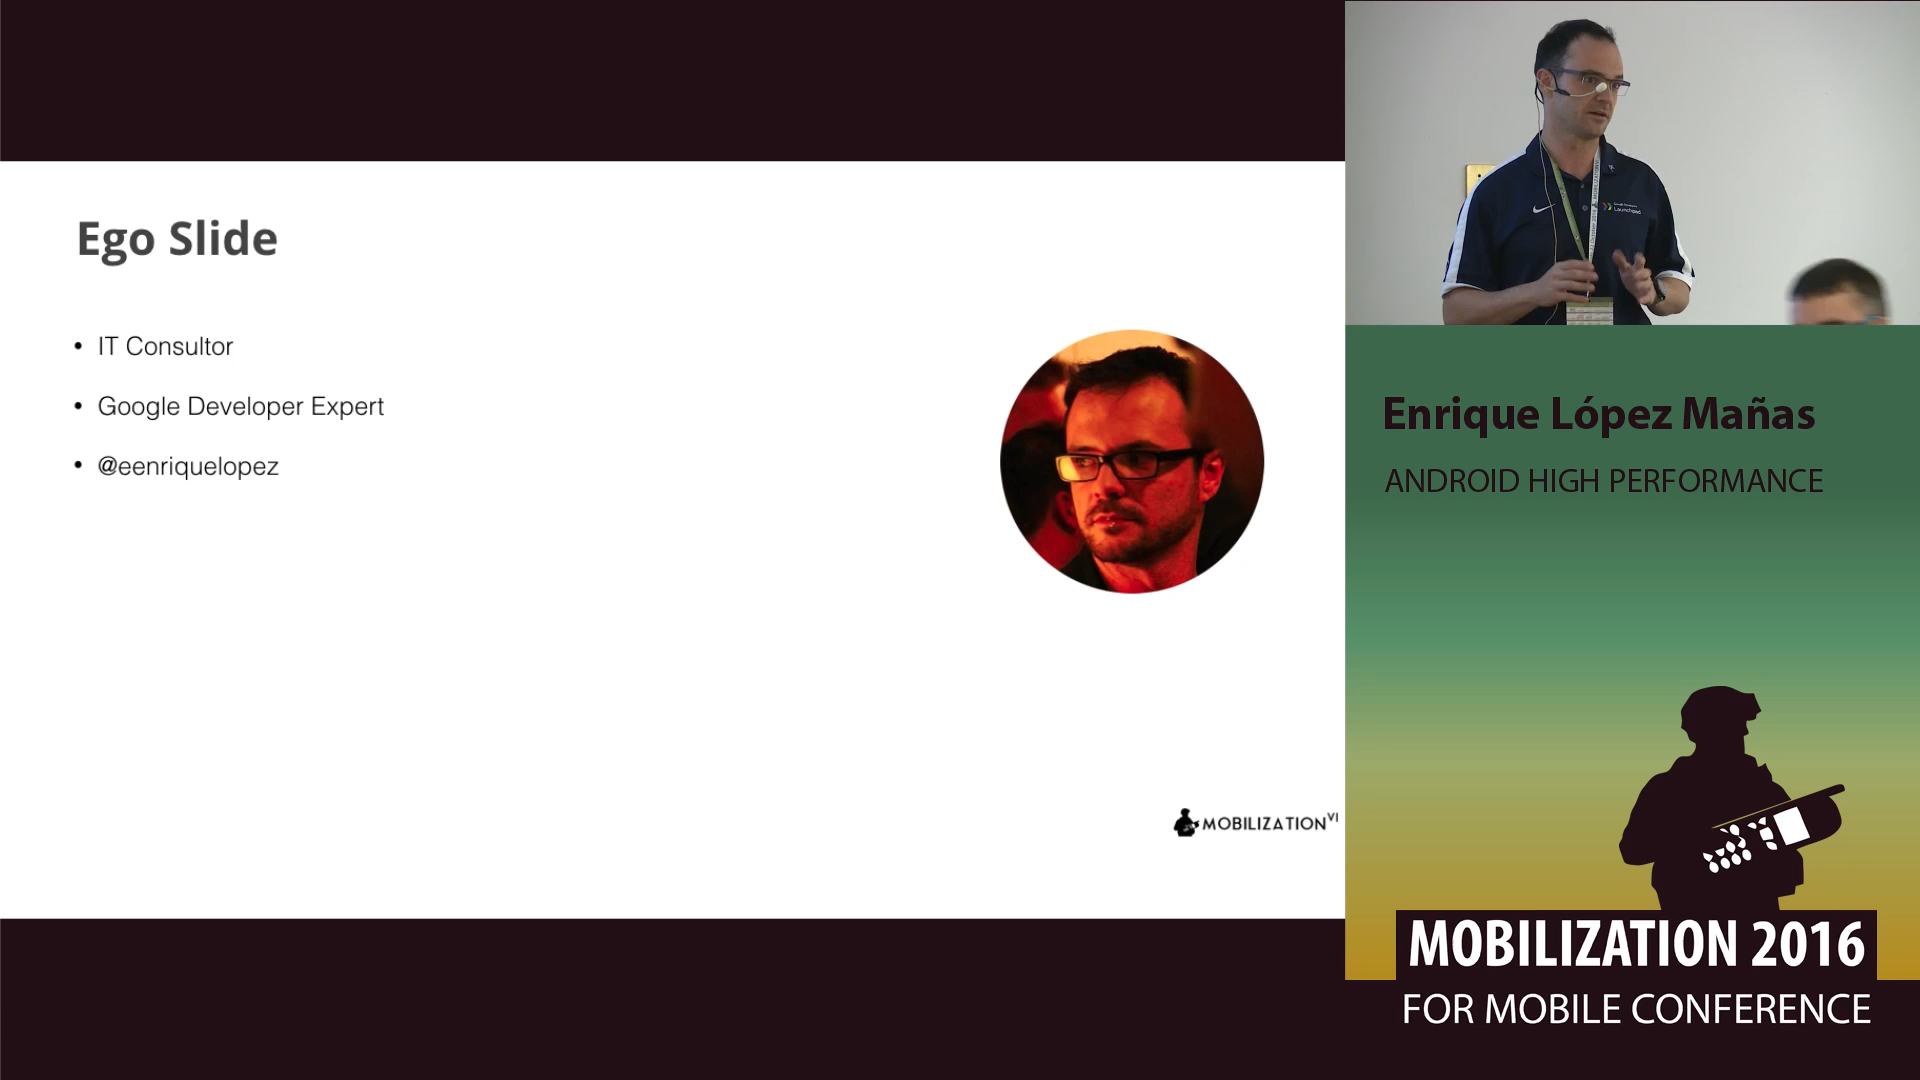 Ego Slide
• IT Consultor
• Google Developer Expert
• @eenriquelopez
MOBILIZATION VI
Enrique López Mañas
ANDROID HIGH PERFORMANCE
MOBILIZATION 2016
FOR MOBILE CONFERENCE